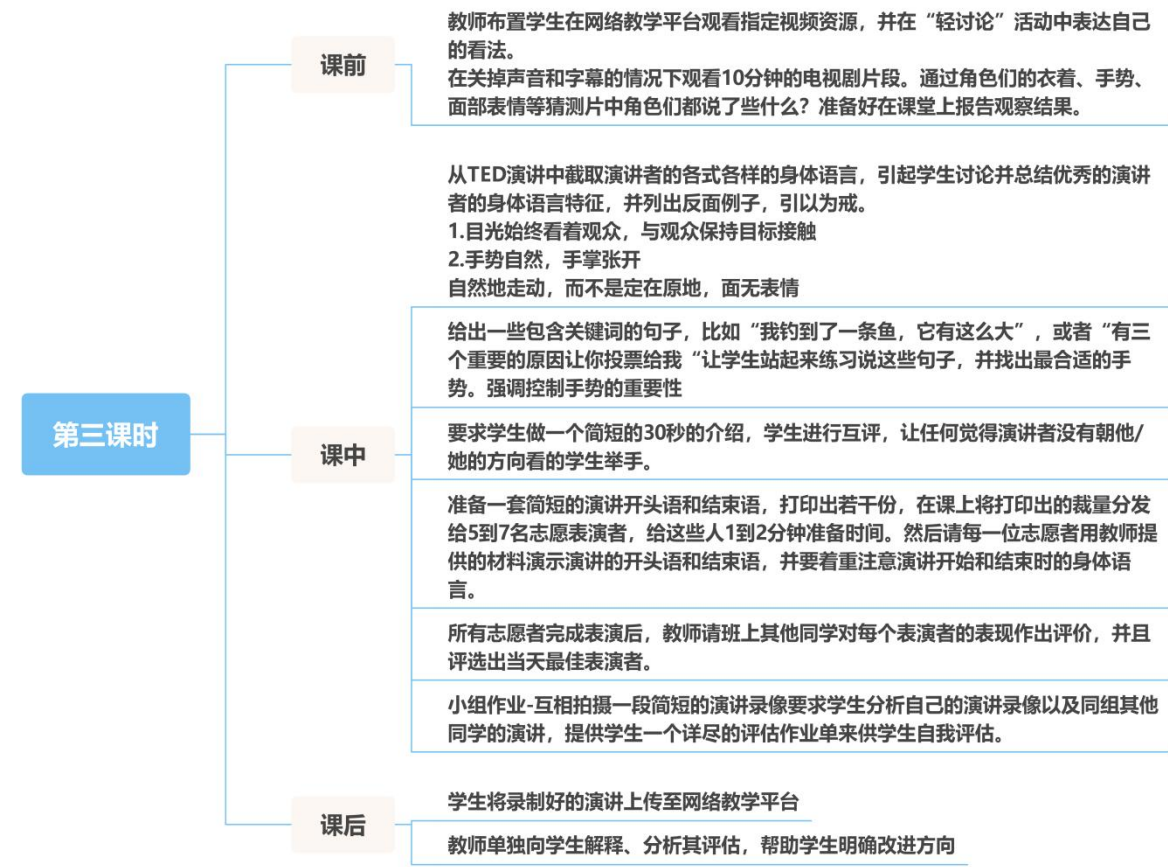 第三课时
课前
教师布置学生在网络教学平台观看指定视频资源，并在“轻讨论”活动中表达自己
的看法。
在关掉声音和字幕的情况下观看10分钟的电视剧片段。通过角色们的衣着、手势、
面部表情等猜测片中角色们都说了些什么？准备好在课堂上报告观察结果。
课中
从TED演讲中截取演讲者的各式各样的身体语言，引起学生讨论并总结优秀的演讲
者的身体语言特征，并列出反面例子，引以为戒。
1.目光始终看着观众，与观众保持目标接触
2.手势自然，手掌张开
自然地走动，而不是定在原地，面无表情
给出一些包含关键词的句子，比如“我钓到了一条鱼，它有这么大”，或者“有三
个重要的原因让你投票给我“让学生站起来练习说这些句子，并找出最合适的手
势。强调控制手势的重要性
要求学生做一个简短的30秒的介绍，学生进行互评，让任何觉得演讲者没有朝他/
她的方向看的学生举手。
准备一套简短的演讲开头语和结束语，打印出若干份，在课上将打印出的裁量分发
给5到7名志愿表演者，给这些人1到2分钟准备时间。然后请每一位志愿者用教师提
供的材料演示演讲的开头语和结束语，并要着重注意演讲开始和结束时的身体语
言。
所有志愿者完成表演后，教师请班上其他同学对每个表演者的表现作出评价，并且
评选出当天最佳表演者。
小组作业-互相拍摄一段简短的演讲录像要求学生分析自己的演讲录像以及同组其他
同学的演讲，提供学生一个详尽的评估作业单来供学生自我评估。
课后
学生将录制好的演讲上传至网络教学平台
教师单独向学生解释、分析其评估，帮助学生明确改进方向